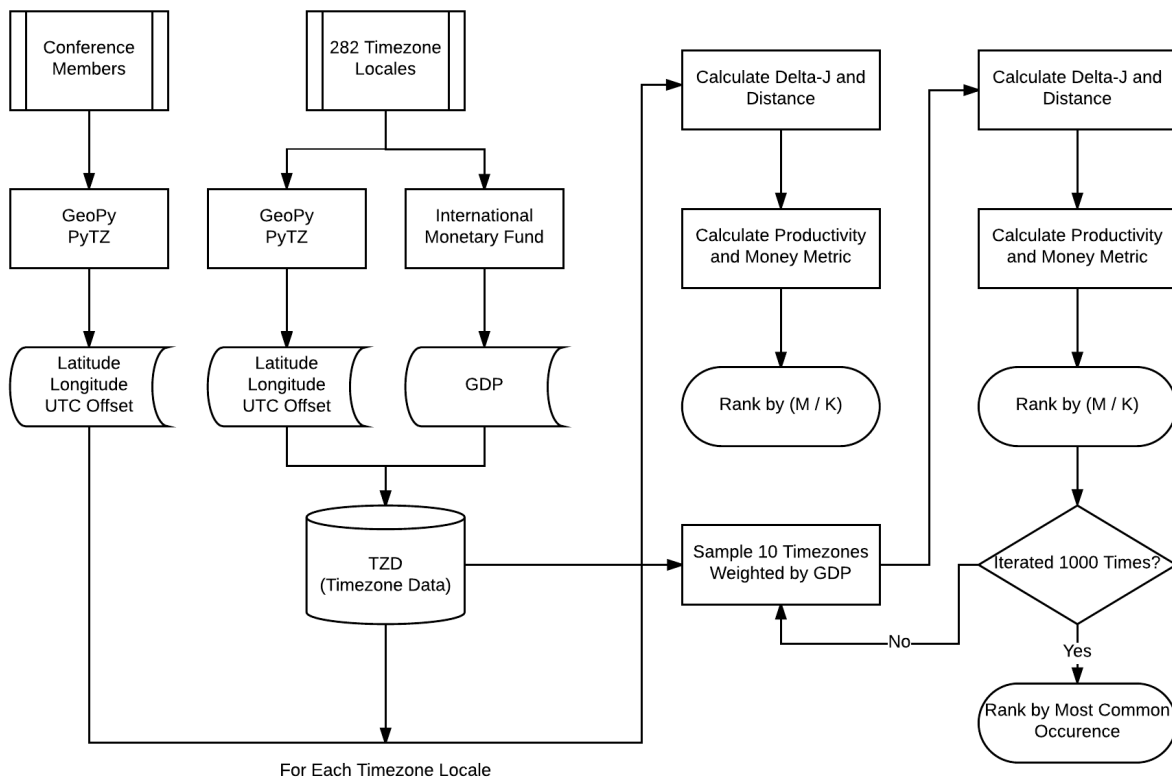 Conference
Members
282 Timezone
Locales
Calculate Delta-J and
Distance
Calculate Delta-J and
Distance
GeoPy
PyTZ
GeoPy
PyTZ
International
Monetary Fund
Calculate Productivity
and Money Metric
Calculate Productivity
and Money Metric
Latitude
Longitude
UTC Offset
Latitude
Longitude
UTC Offset
GDP
Rank by (M / K)
Rank by (M / K)
TZD
(Timezone Data)
Sample 10 Timezones
Weighted by GDP
Iterated 1000 Times?
No
Yes
Rank by Most Common
Occurence
For Each Timezone Locale